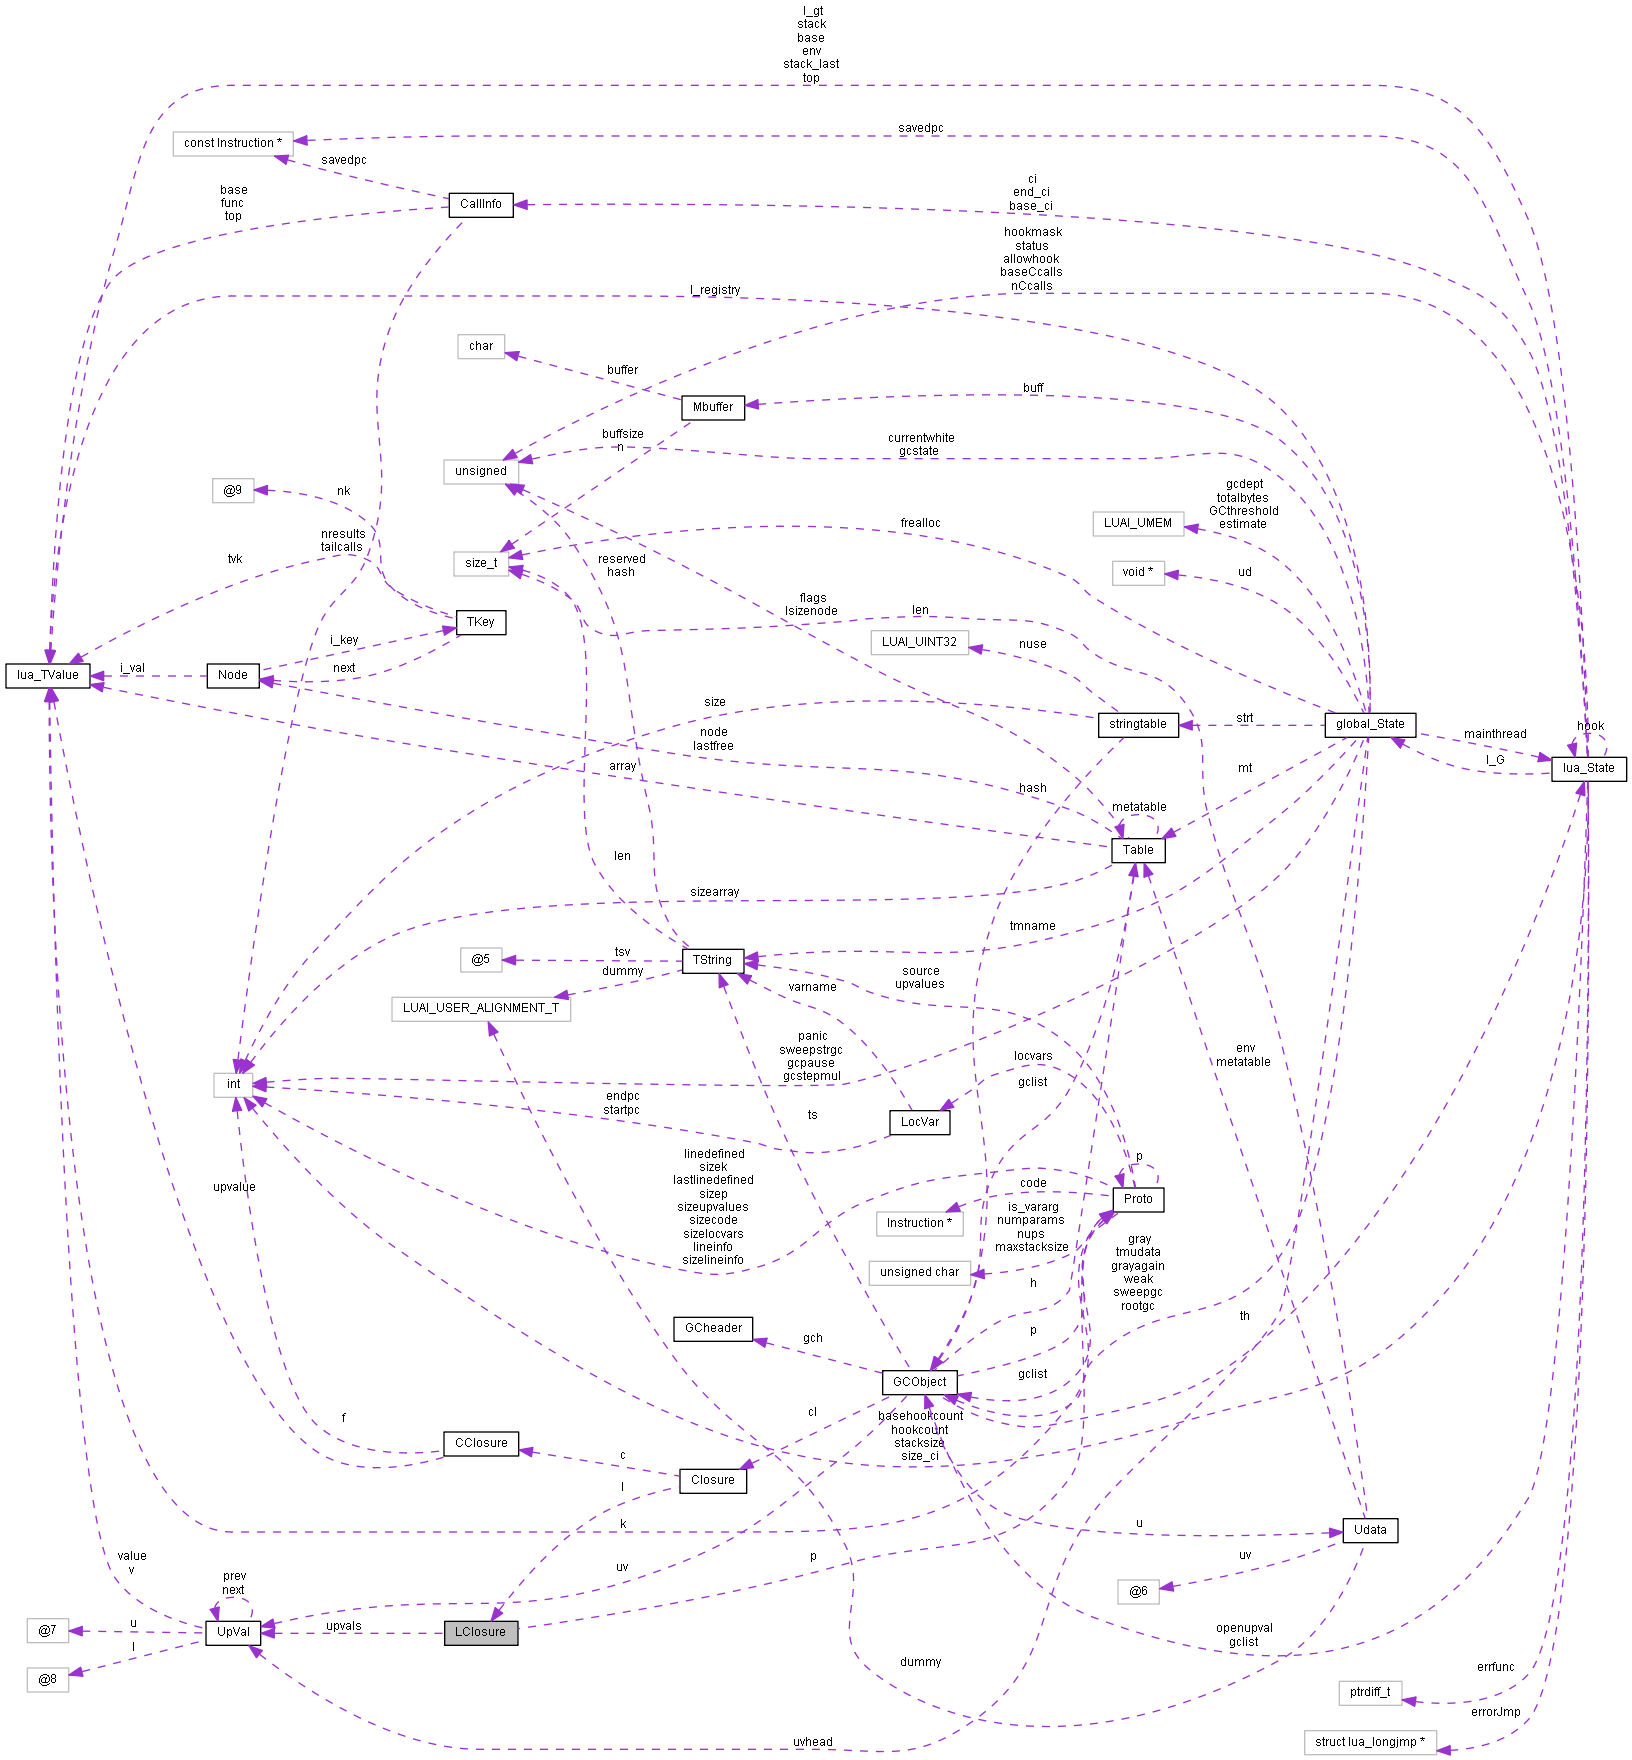 l_gt
stack
base
env
stack_last
top
savedpc
const Instruction *
savedpc
base
func
top
CallInfo
ci
end_ci
base_ci
hookmask
status
allowhook
baseCcalls
nCcalls
l_registry
char
buffer
Mbuffer
buff
buffsize
n
currentwhite
gcstate
unsigned
@9
nk
gcdept
totalbytes
GCthreshold
estimate
LUAI_UMEM
frealloc
nresults
tailcalls
tvk
size_t
reserved
hash
void *
ud
flags
lsizenode
len
TKey
i_key
LUAI_UINT32
nuse
lua_TValue
i_val
Node
next
size
stringtable
strt
global_State
mainthread
hook
l_G
lua_State
node
lastfree
array
hash
mt
metatable
Table
len
sizearray
tmname
@5
tsv
TString
dummy
source
upvalues
varname
LUAI_USER_ALIGNMENT_T
panic
sweepstrgc
gcpause
gcstepmul
locvars
gclist
env
metatable
int
endpc
startpc
ts
LocVar
linedefined
sizek
lastlinedefined
sizep
sizeupvalues
sizecode
sizelocvars
lineinfo
sizelineinfo
upvalue
p
code
Proto
Instruction *
is_vararg
numparams
nups
maxstacksize
unsigned char
gray
tmudata
grayagain
weak
sweepgc
rootgc
h
th
GCheader
gch
p
gclist
GCObject
cl
basehookcount
hookcount
stacksize
size_ci
f
CClosure
c
Closure
l
k
u
Udata
value
v
uv
p
uv
@6
prev
next
@7
u
UpVal
upvals
LClosure
l
@8
openupval
gclist
dummy
errfunc
ptrdiff_t
errorJmp
uvhead
struct lua_longjmp *